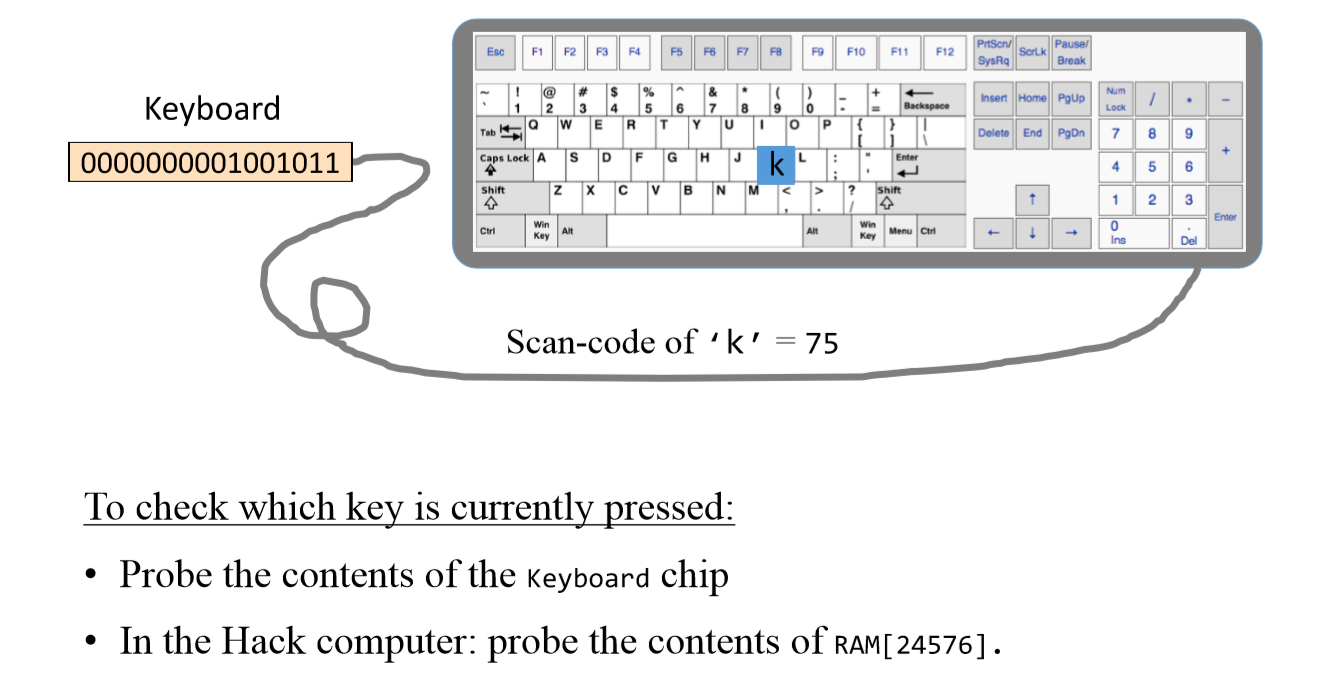 Keyboard
0000000001001011
Esc F1 F2 F3 F4 F5 F6 F7 F8 F9 F10 F11 F12 PrtScn/ SysRq ScrLk Pause/ Break
~ ` ! 1 @ 2 # 3 $ 4 % 5 ^ 6 & 7 * 8 ( 9 ) 0 _ - + = Backspace Insert Home PgUp Num Lock / * -
Tab Q W E R T Y U I O P { [ } ] | \ Delete End PgDn 7 8 9 +
Caps Lock A S D F G H J k L : ; " ' Enter 4 5 6
Shift Z X C V B N M < , > . ? / Shift ↑ 1 2 3 Enter
Ctrl Win Key Alt Alt Win Key Menu Ctrl ← ↓ → 0 Ins . Del
Scan-code of ‘k’ = 75
To check which key is currently pressed:
• Probe the contents of the Keyboard chip
• In the Hack computer: probe the contents of RAM[24576].